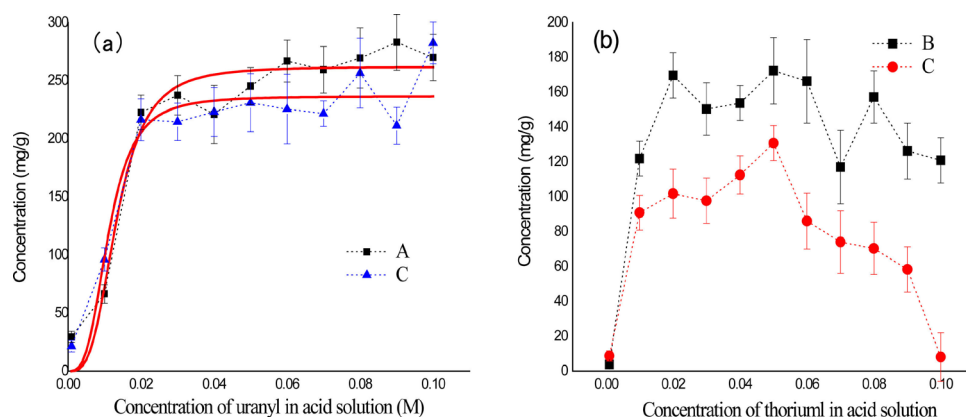 (a)
300
250
200
150
100
50
0
Concentration (mg/g)
A
C
0.00 0.02 0.04 0.06 0.08 0.10
Concentration of uranyl in acid solution (M)
(b)
200
180
160
140
120
100
80
60
40
20
0
Concentration (mg/g)
B
C
0.00 0.02 0.04 0.06 0.08 0.10
Concentration of thoriuml in acid solution